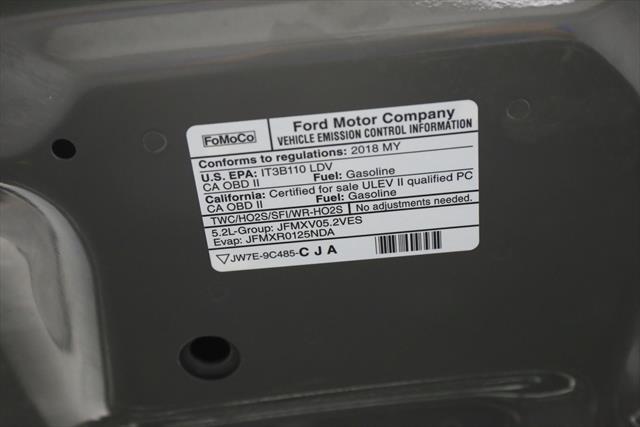 FoMoCo
Ford Motor Company
VEHICLE EMISSION CONTROL INFORMATION
Conforms to regulations: 2018 MY
U.S. EPA: IT3B110 LDV
CA OBD II Fuel: Gasoline
California: Certified for sale ULEV II qualified PC
CA OBD II Fuel: Gasoline
TWC/HO2S/SFI/WR-HO2S No adjustments needed.
5.2L-Group: JFMXV05.2VES
Evap: JFMXR0125NDA
JW7E-9C485-C J A